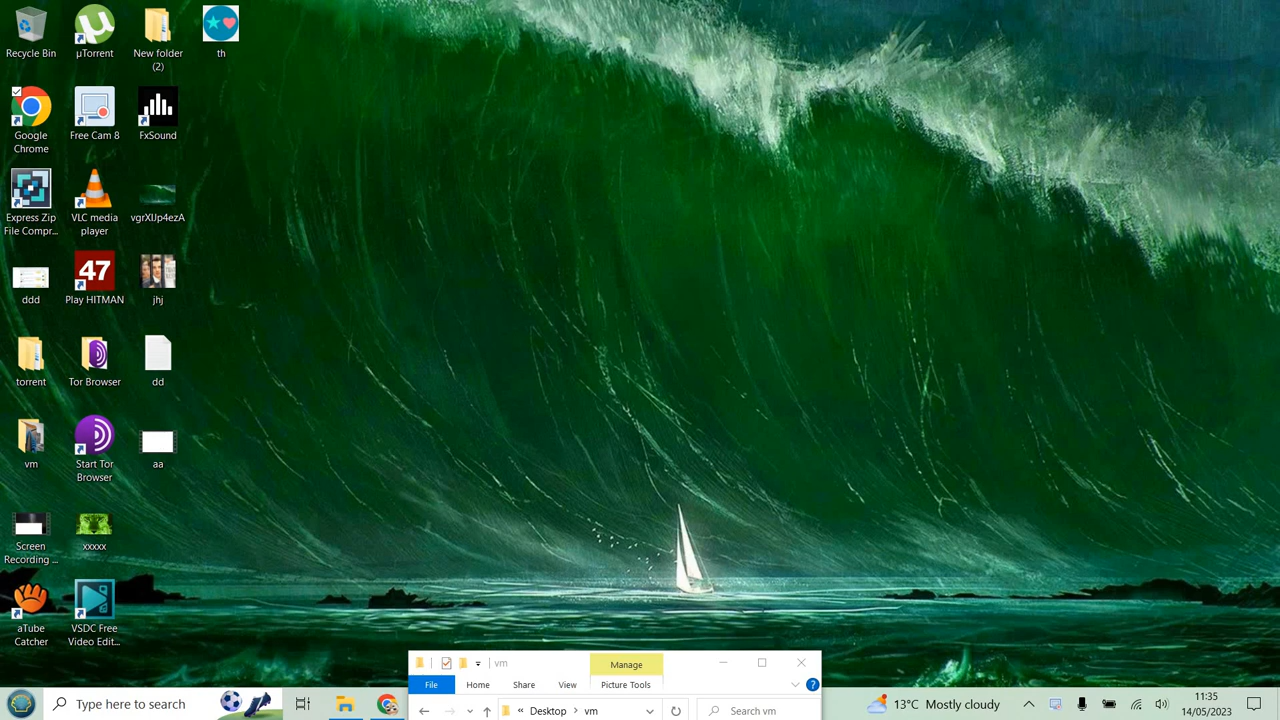 Recycle Bin
µTorrent
New folder
(2)
th
Google
Chrome
Free Cam 8
FxSound
Express Zip
File Compr...
VLC media
player
vgrXIJp4ezA
ddd
47
Play HITMAN
jhj
torrent
Tor Browser
dd
vm
Start Tor
Browser
aa
Screen
Recording ...
xxxxx
aTube
Catcher
VSDC Free
Video Edit...
vm
Manage
File
Home
Share
View
Picture Tools
« Desktop > vm
Search vm
Type here to search
13°C Mostly cloudy
11:35
14/05/2023